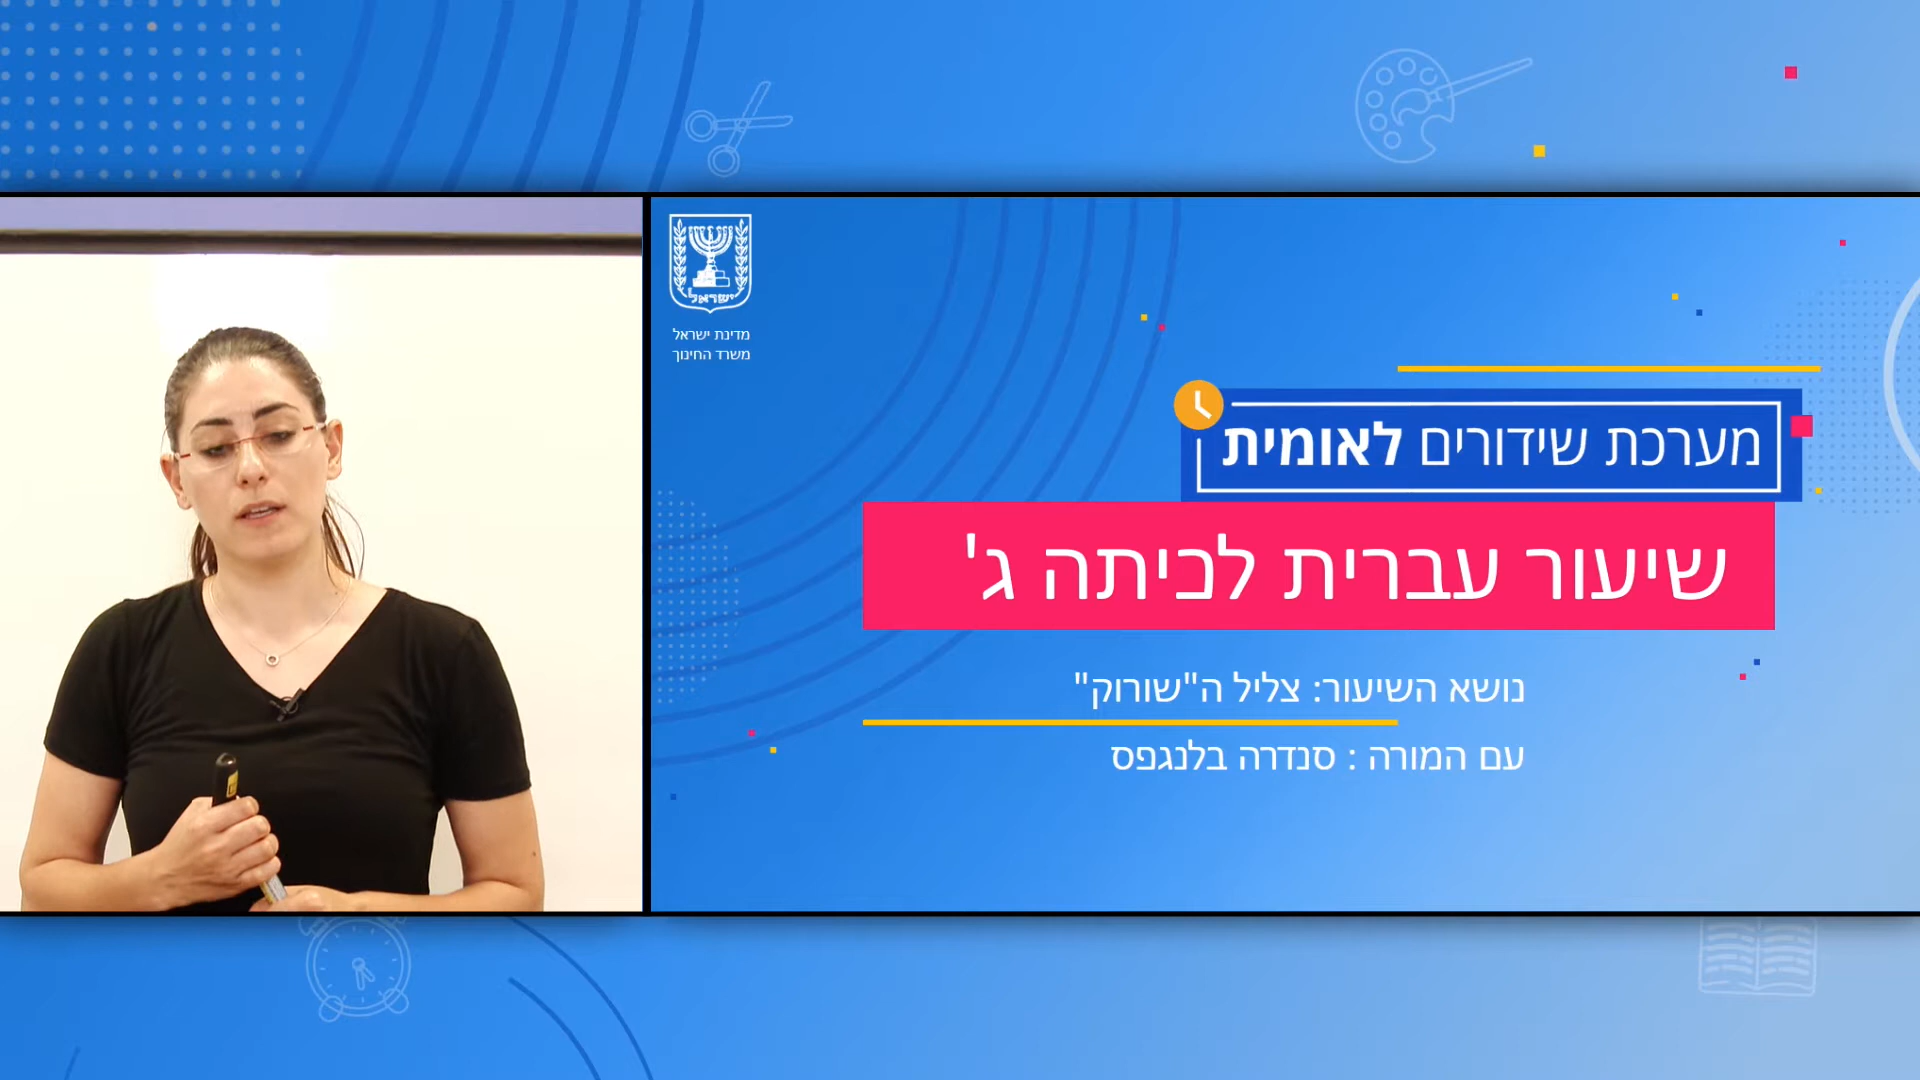 ישראל
מדינת ישראל
משרד החינוך
מערכת שידורים לאומית
שיעור עברית לכיתה ג'
נושא השיעור: צליל ה"שורוק"
עם המורה : סנדרה בלנגפס